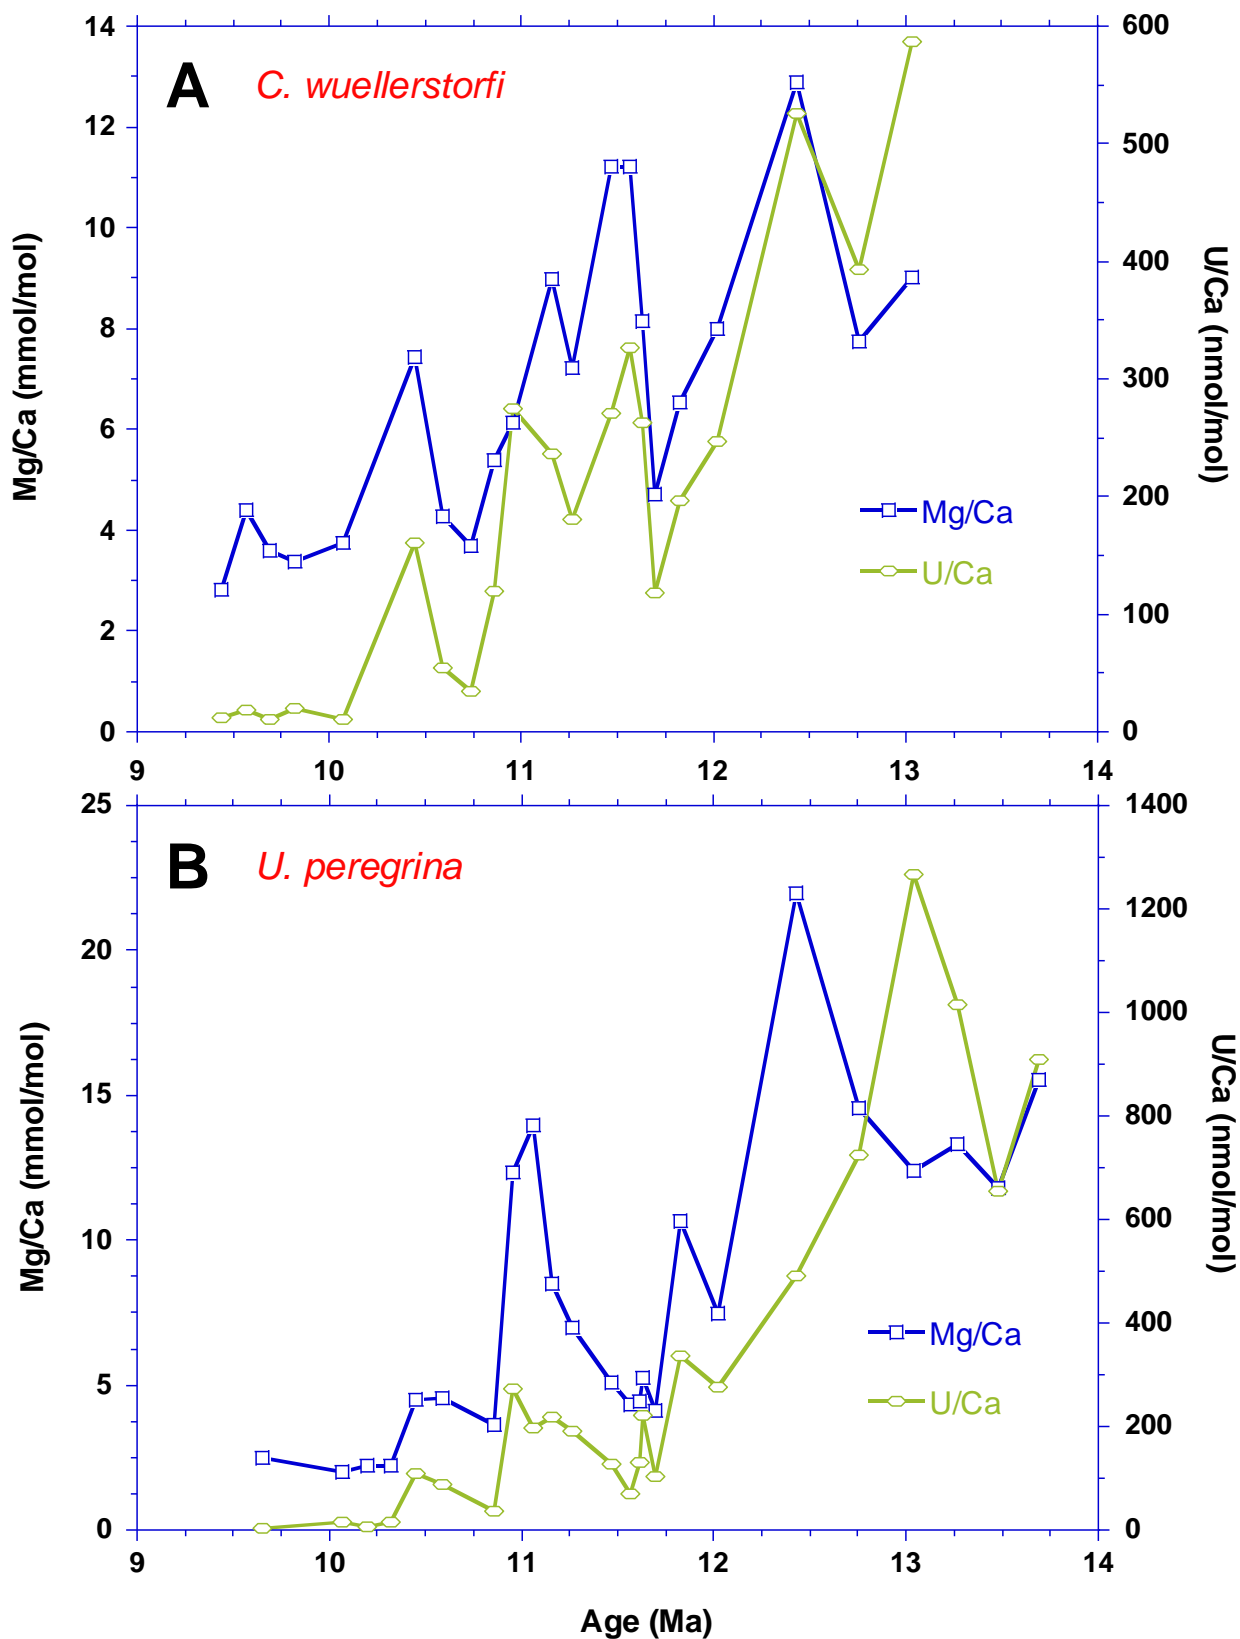 A C. wuellerstorfi
14
12
10
8
6
4
2
0
Mg/Ca (mmol/mol)
600
500
400
300
200
100
0
U/Ca (nmol/mol)
Mg/Ca
U/Ca
9 10 11 12 13 14
B U. peregrina
25
20
15
10
5
0
Mg/Ca (mmol/mol)
1400
1200
1000
800
600
400
200
0
U/Ca (nmol/mol)
Mg/Ca
U/Ca
9 10 11 12 13 14
Age (Ma)